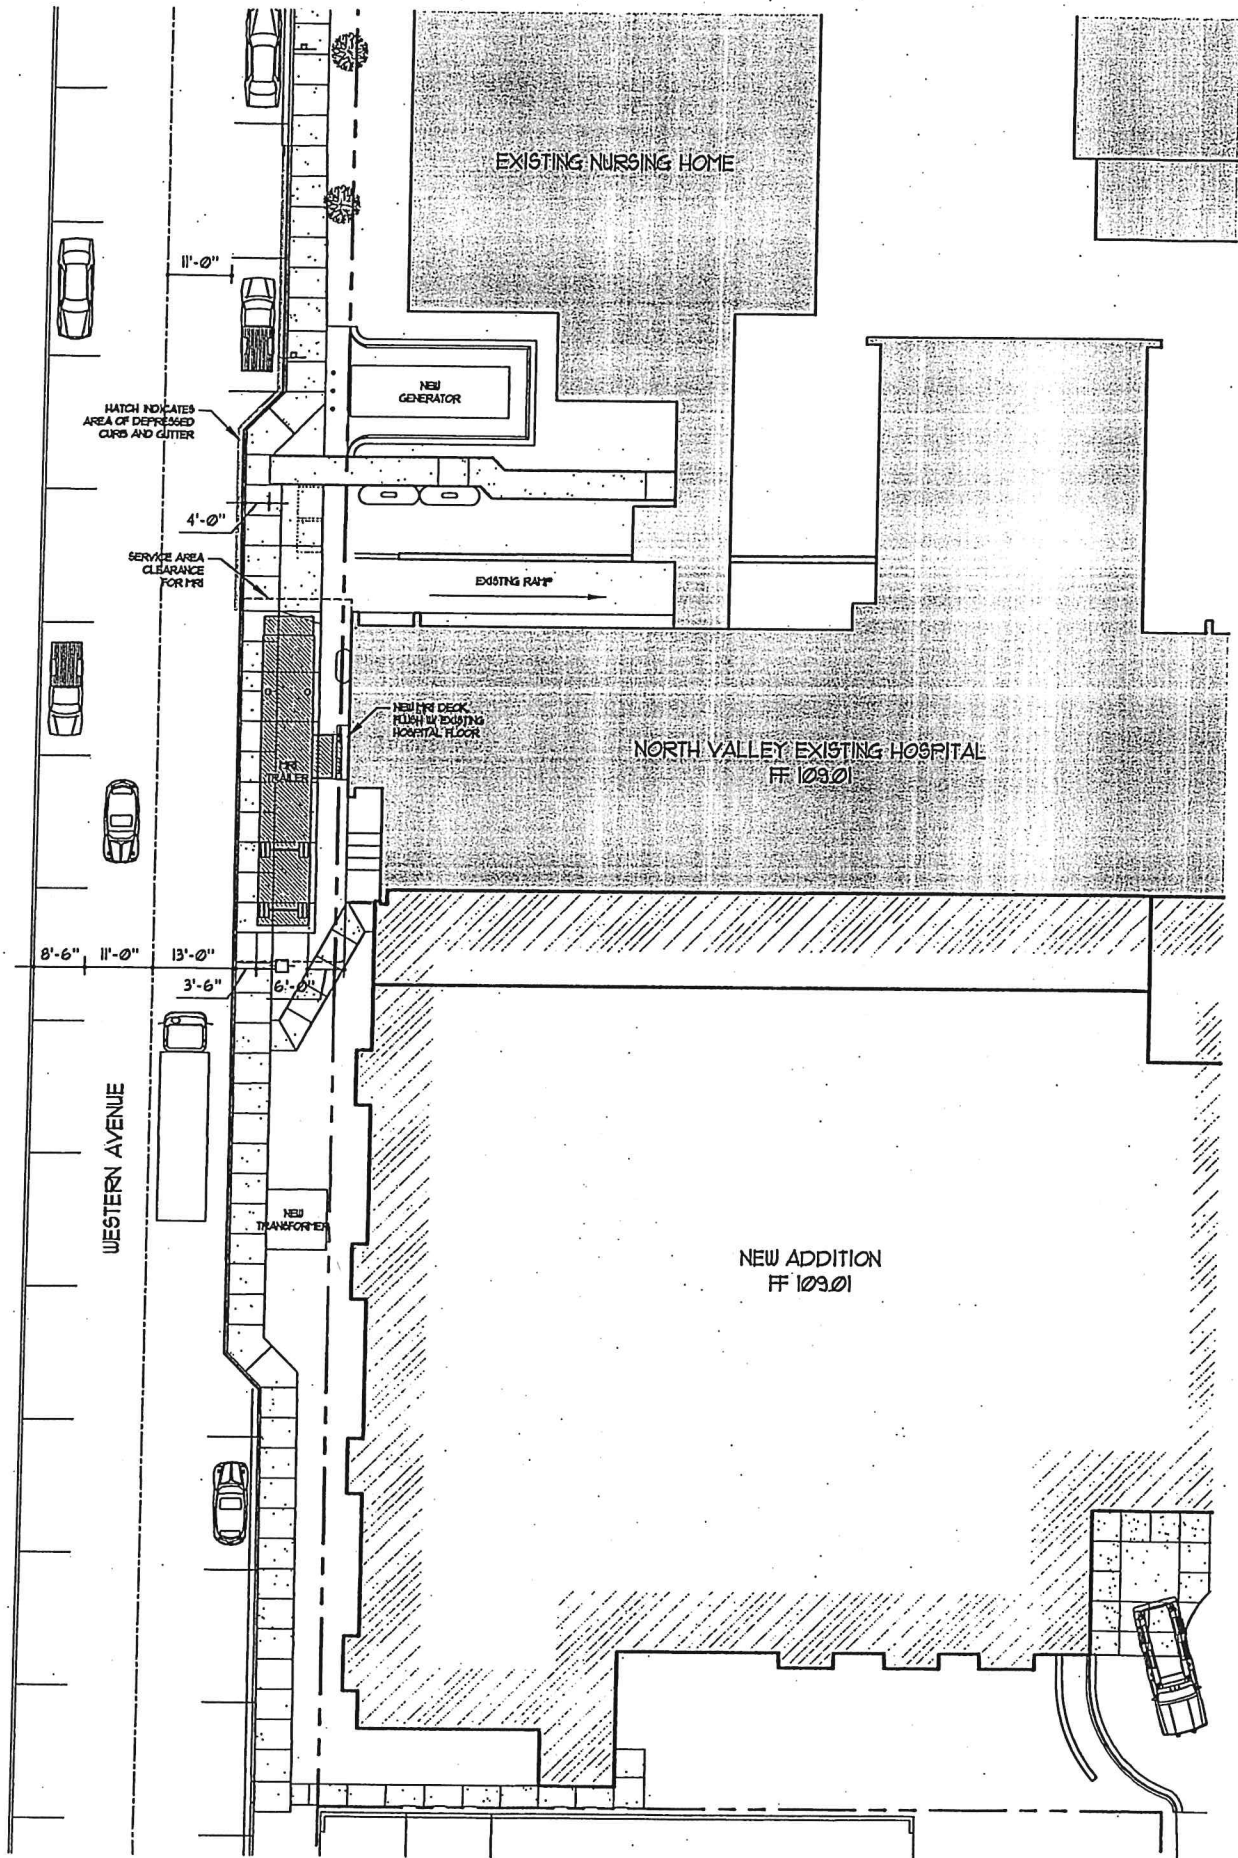 EXISTING NURSING HOME
11'-0"
NEW
GENERATOR
HATCH INDICATES
AREA OF DEPRESSED
CURB AND GUTTER
4'-0"
SERVICE AREA
CLEARANCE
FOR MRI
EXISTING RAMP
NEW MRI DECK,
FLUSH W/ EXISTING
HOSPITAL FLOOR
MRI
TRAILER
NORTH VALLEY EXISTING HOSPITAL
FF 109.01
8'-6"
11'-0"
13'-0"
3'-6"
6'-0"
WESTERN AVENUE
NEW
TRANSFORMER
NEW ADDITION
FF 109.01